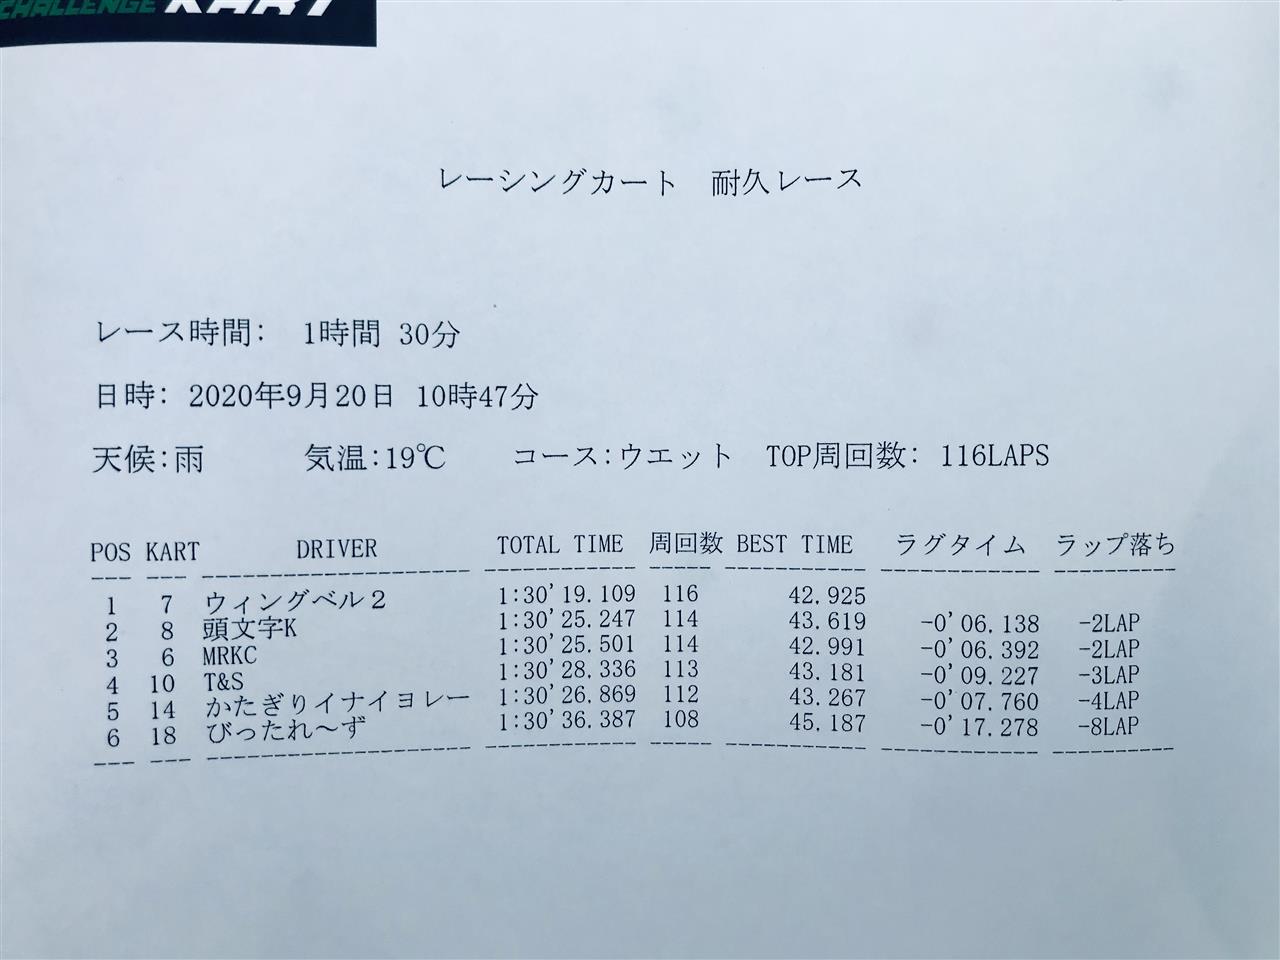 CHALLENGE KART
レーシングカート 耐久レース
レース時間: 1時間 30分
日時: 2020年9月20日 10時47分
天候:雨 気温:19℃ コース:ウエット TOP周回数: 116LAPS
POS KART DRIVER TOTAL TIME 周回数 BEST TIME ラグタイム ラップ落ち
1 7 ウィングベル2 1:30'19.109 116 42.925
2 8 頭文字K 1:30'25.247 114 43.619 -0'06.138 -2LAP
3 6 MRKC 1:30'25.501 114 42.991 -0'06.392 -2LAP
4 10 T&S 1:30'28.336 113 43.181 -0'09.227 -3LAP
5 14 かたぎりイナイヨレー 1:30'26.869 112 43.267 -0'07.760 -4LAP
6 18 びったれ～ず 1:30'36.387 108 45.187 -0'17.278 -8LAP